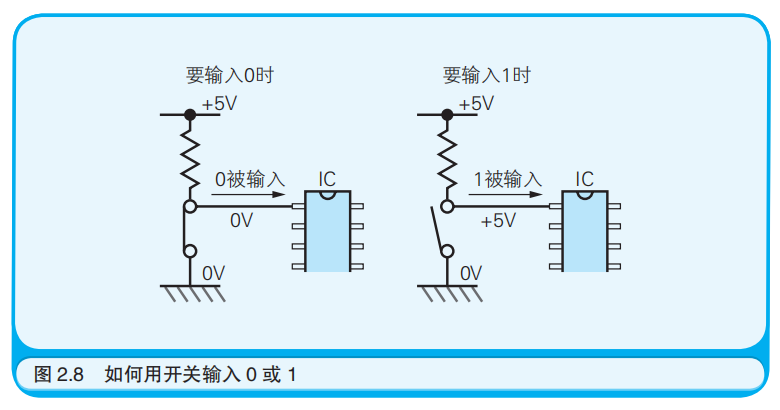 要输入0时
+5V
0被输入
IC
0V
0V
要输入1时
+5V
1被输入
IC
+5V
0V
图 2.8 如何用开关输入 0 或 1